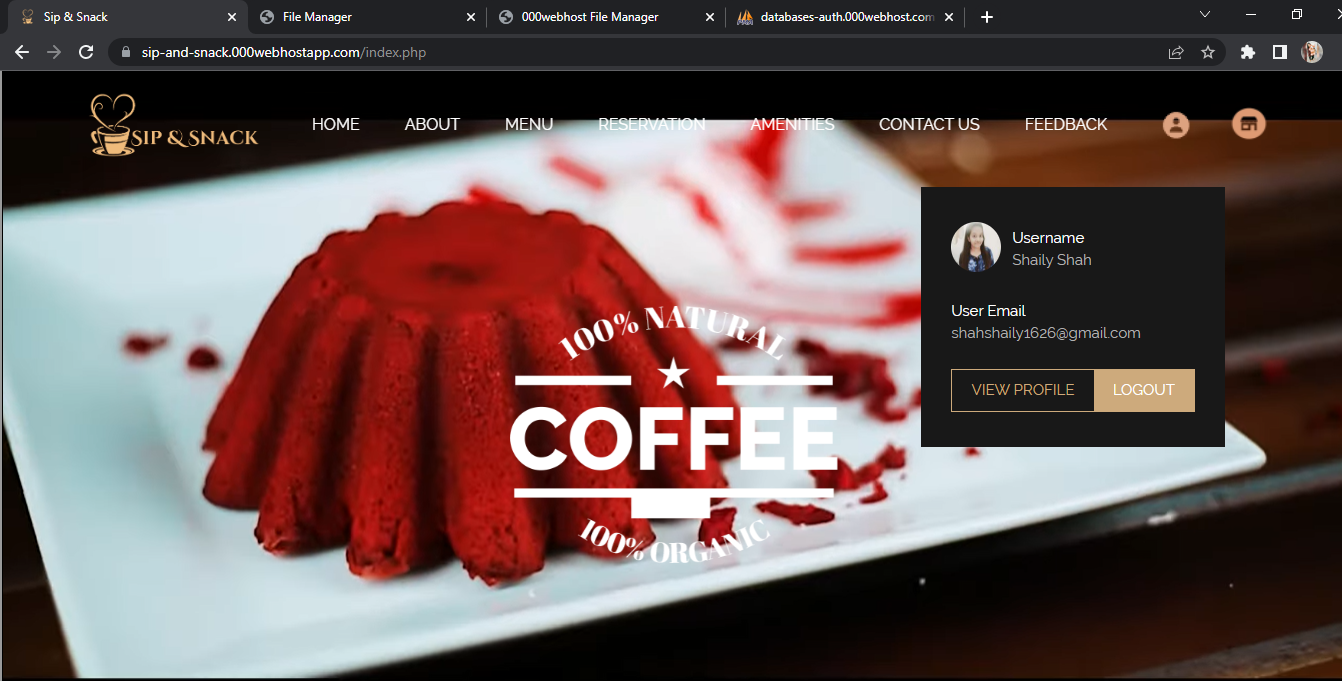 Sip & Snack
File Manager
000webhost File Manager
databases-auth.000webhost.com
sip-and-snack.000webhostapp.com/index.php
SIP & SNACK
HOME
ABOUT
MENU
RESERVATION
AMENITIES
CONTACT US
FEEDBACK
Username
Shaily Shah
User Email
shahshaily1626@gmail.com
VIEW PROFILE
LOGOUT
100% NATURAL
COFFEE
100% ORGANIC